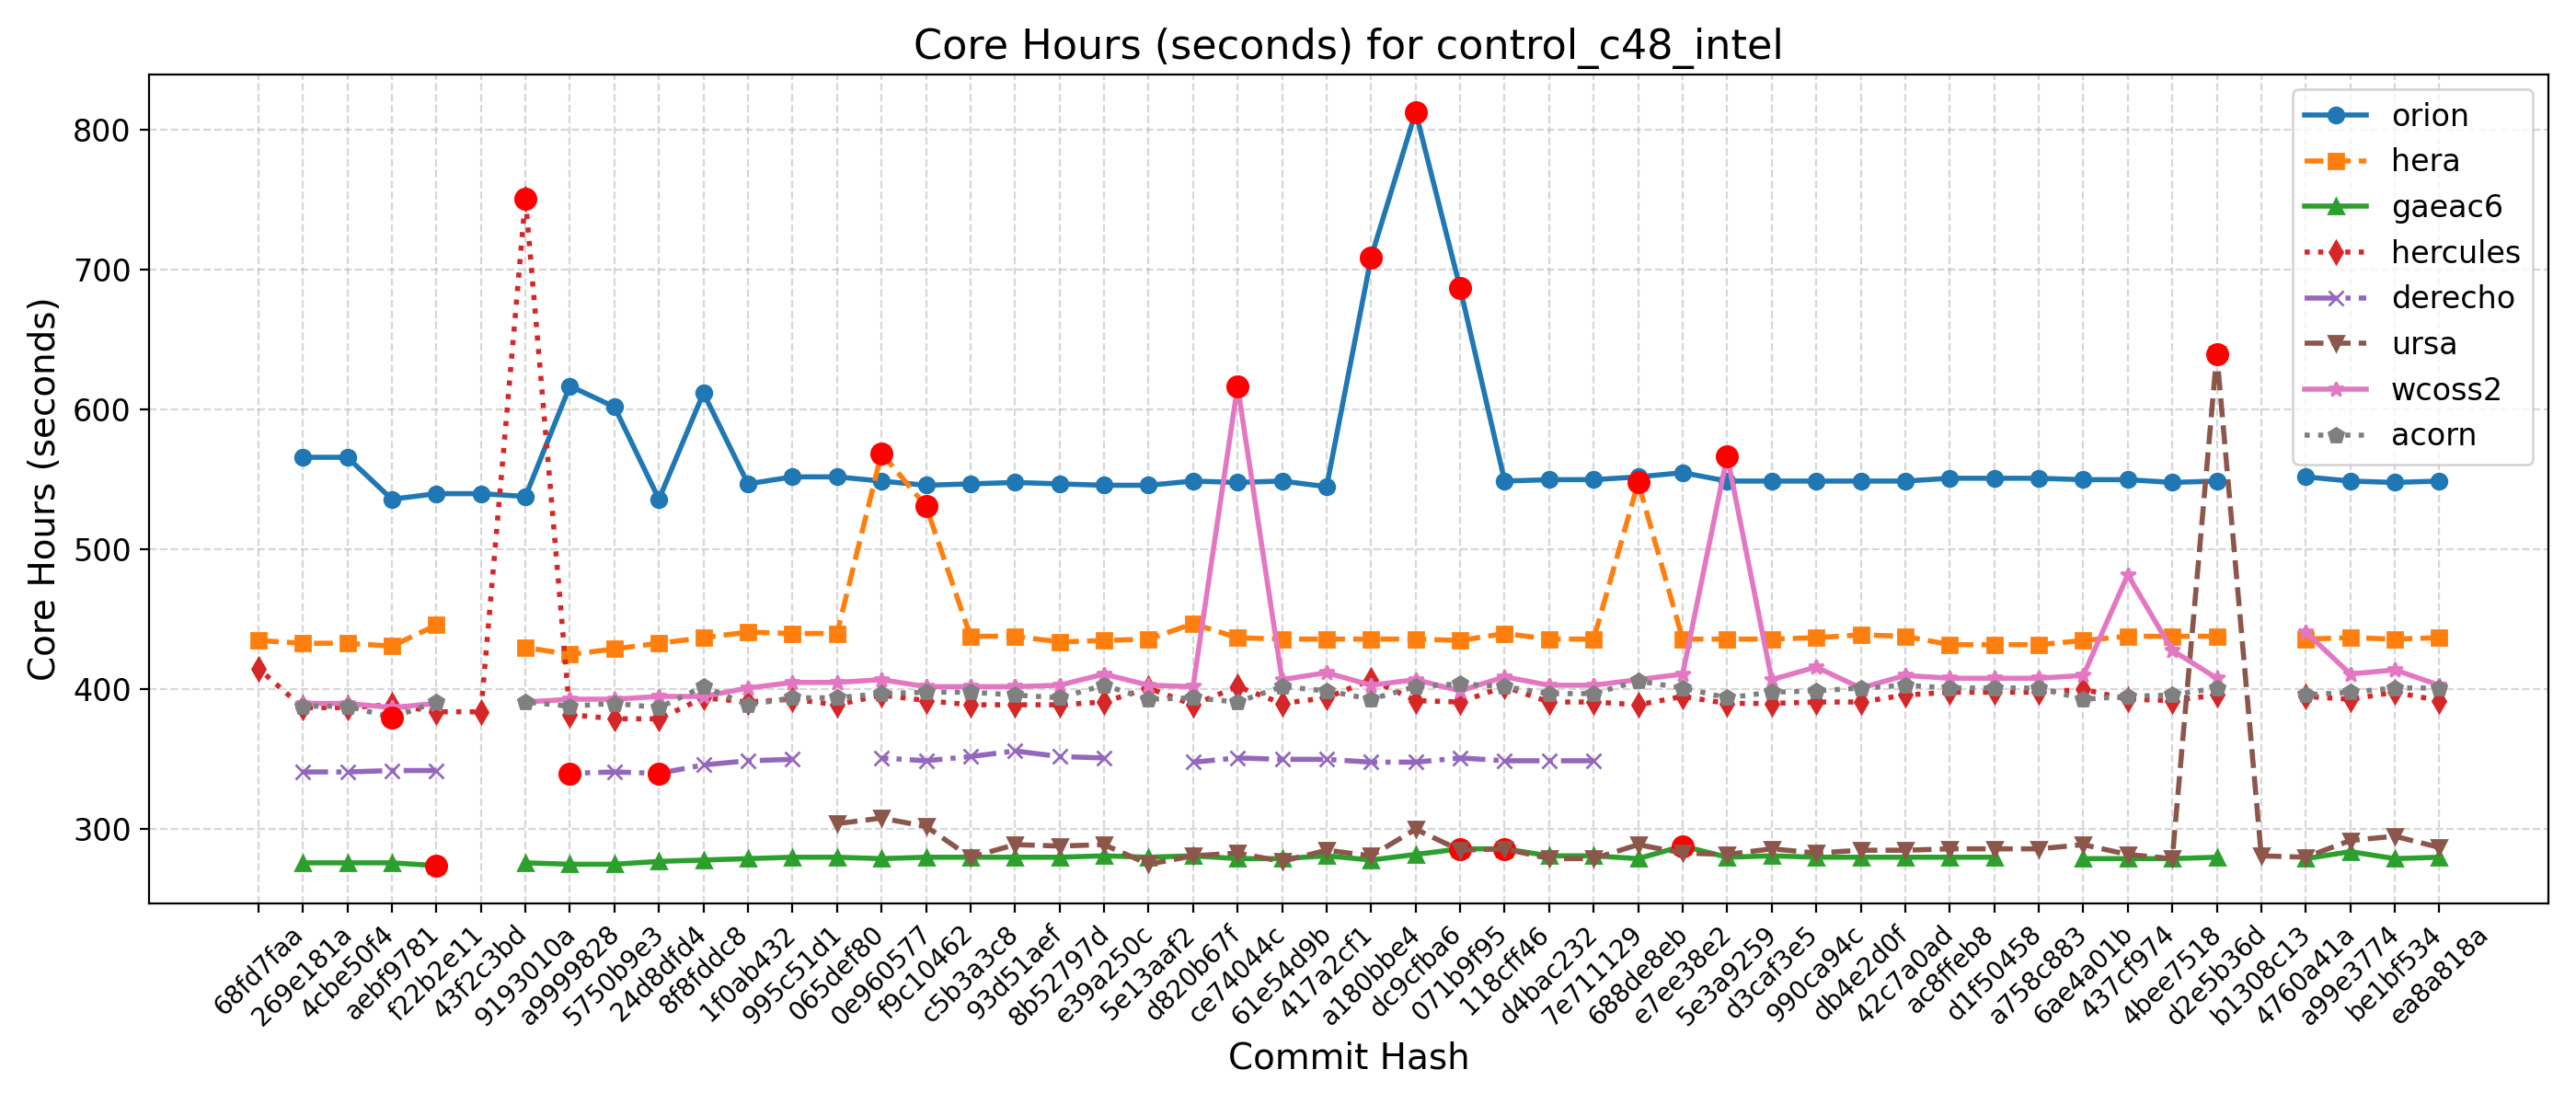 Core Hours (seconds) for control_c48_intel
Core Hours (seconds)
800
700
600
500
400
300
orion
hera
gaeac6
hercules
derecho
ursa
wcoss2
acorn
68fd7faa
269e181a
4cbe50f4
aebf9781
f22b2e11
43f2c3bd
9193010a
a9999828
5750b9e3
24d8dfd4
8f8fddc8
1f0ab432
995c51d1
065def80
0e960577
f9c10462
c5b3a3c8
93d51aef
8b52797d
e39a250c
5e13aaf2
d820b67f
ce74044c
61e54d9b
417a2cf1
a180bbe4
dc9cfba6
071b9f95
118cff46
d4bac232
7e711129
688de8eb
e7ee38e2
5e3a9259
d3caf3e5
990ca94c
db4e2d0f
42c7a0ad
ac8ffeb8
d1f50458
a758c883
6ae4a01b
437cf974
4bee7518
d2e5b36d
b1308c13
4760a41a
a99e3774
be1bf534
ea8a818a
Commit Hash